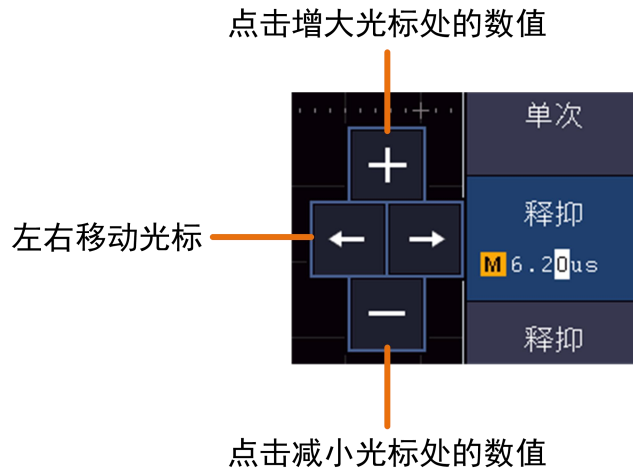 点击增大光标处的数值
单次
+
释抑
左右移动光标
← →
M 6.20us
−
释抑
点击减小光标处的数值